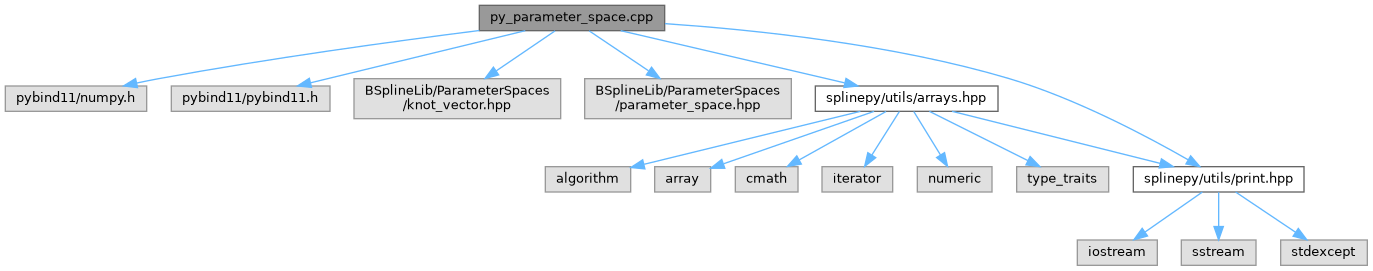 py_parameter_space.cpp
pybind11/numpy.h
pybind11/pybind11.h
BSplineLib/ParameterSpaces
/knot_vector.hpp
BSplineLib/ParameterSpaces
/parameter_space.hpp
splinepy/utils/arrays.hpp
algorithm
array
cmath
iterator
numeric
type_traits
splinepy/utils/print.hpp
iostream
sstream
stdexcept